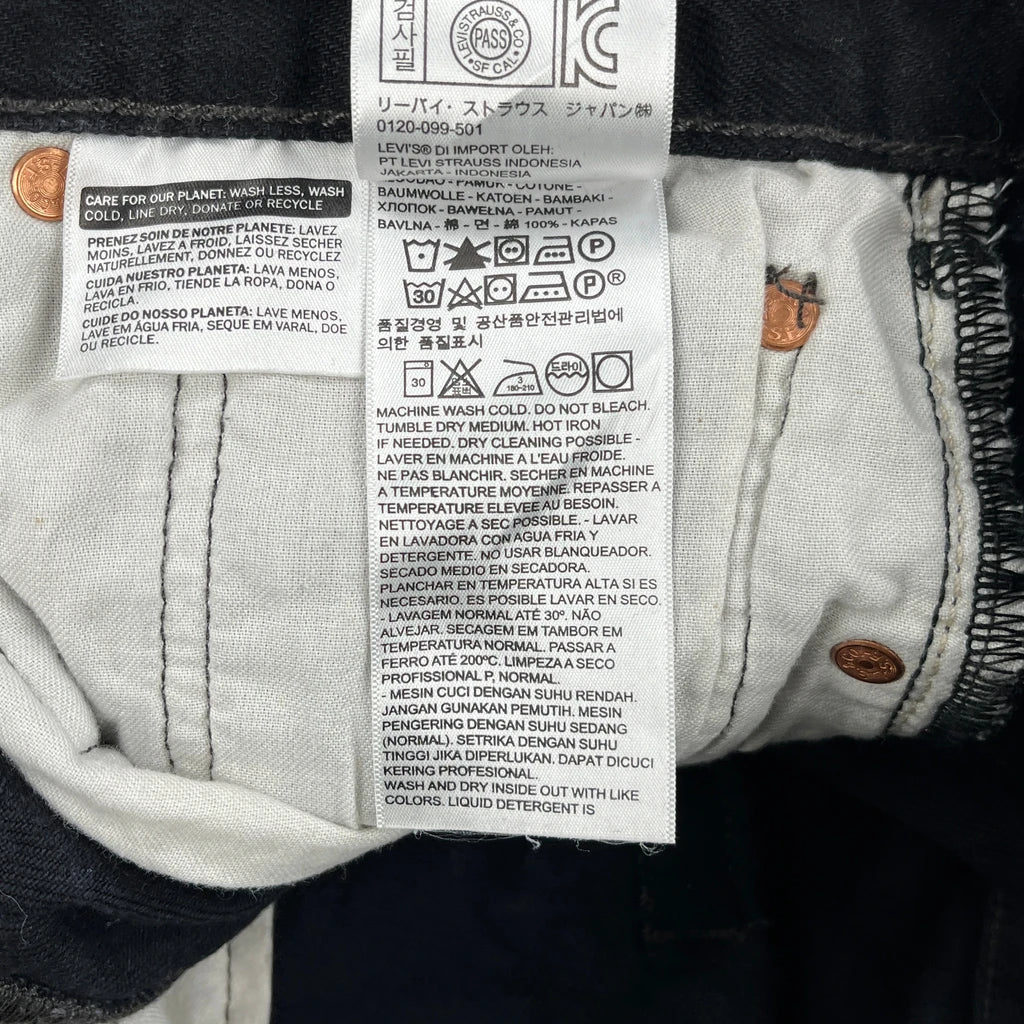 검사필
LEVI STRAUSS & CO
PASS
SF CAL
リーバイ・ストラウス ジャパン㈱
0120-099-501
LEVI'S® DI IMPORT OLEH:
PT LEVI STRAUSS INDONESIA
JAKARTA - INDONESIA
BAUMWOLLE - KATOEN - BAMBAKI -
ХЛОПОК - BAWEŁNA - PAMUT -
BAVLNA - 棉 - 면 - 綿 100% - KAPAS
P
30 P®
품질경영 및 공산품안전관리법에
의한 품질표시
30 표백 3 180-210 드라이
MACHINE WASH COLD. DO NOT BLEACH.
TUMBLE DRY MEDIUM. HOT IRON
IF NEEDED. DRY CLEANING POSSIBLE -
LAVER EN MACHINE A L'EAU FROIDE.
NE PAS BLANCHIR. SECHER EN MACHINE
A TEMPERATURE MOYENNE. REPASSER A
TEMPERATURE ELEVEE AU BESOIN.
NETTOYAGE A SEC POSSIBLE. - LAVAR
EN LAVADORA CON AGUA FRIA Y
DETERGENTE. NO USAR BLANQUEADOR.
SECADO MEDIO EN SECADORA.
PLANCHAR EN TEMPERATURA ALTA SI ES
NECESARIO. ES POSIBLE LAVAR EN SECO.
- LAVAGEM NORMAL ATÉ 30º. NÃO
ALVEJAR. SECAGEM EM TAMBOR EM
TEMPERATURA NORMAL. PASSAR A
FERRO ATÉ 200ºC. LIMPEZA A SECO
PROFISSIONAL P, NORMAL.
- MESIN CUCI DENGAN SUHU RENDAH.
JANGAN GUNAKAN PEMUTIH. MESIN
PENGERING DENGAN SUHU SEDANG
(NORMAL). SETRIKA DENGAN SUHU
TINGGI JIKA DIPERLUKAN. DAPAT DICUCI
KERING PROFESIONAL.
WASH AND DRY INSIDE OUT WITH LIKE
COLORS. LIQUID DETERGENT IS
CARE FOR OUR PLANET: WASH LESS, WASH
COLD, LINE DRY, DONATE OR RECYCLE
PRENEZ SOIN DE NOTRE PLANETE: LAVEZ
MOINS, LAVEZ A FROID, LAISSEZ SECHER
NATURELLEMENT, DONNEZ OU RECYCLEZ
CUIDA NUESTRO PLANETA: LAVA MENOS,
LAVA EN FRIO, TIENDE LA ROPA, DONA O
RECICLA.
CUIDE DO NOSSO PLANETA: LAVE MENOS,
LAVE EM ÁGUA FRIA, SEQUE EM VARAL, DOE
OU RECICLE.